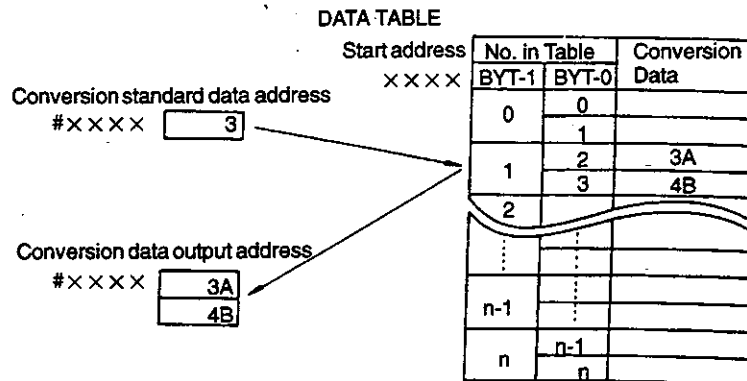 DATA TABLE
Start address
××××
No. in Table
Conversion Data
BYT-1
BYT-0
0
0
1
1
2
3A
3
4B
2
n-1
n
n-1
n
Conversion standard data address
#××××
3
Conversion data output address
#××××
3A
4B